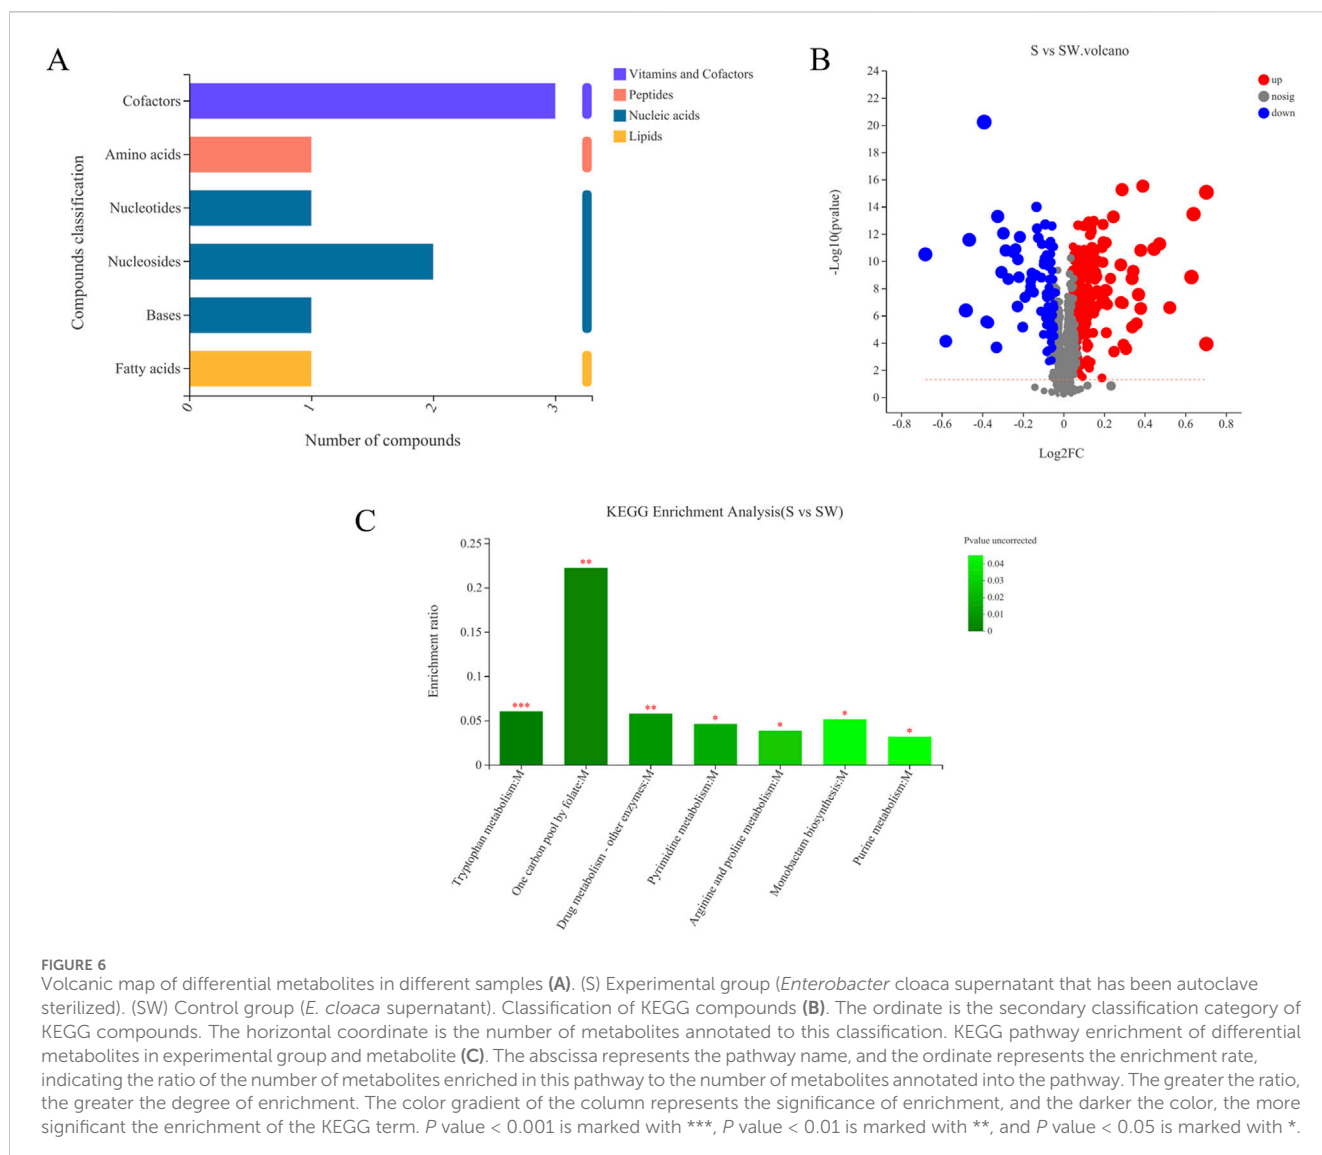 A
Cofactors
Amino acids
Nucleotides
Nucleosides
Bases
Fatty acids
Compounds classification
0
1
2
3
Number of compounds
Vitamins and Cofactors
Peptides
Nucleic acids
Lipids
B
S vs SW.volcano
24
22
20
18
16
14
12
10
8
6
4
2
0
-Log10(pvalue)
-0.8
-0.6
-0.4
-0.2
0
0.2
0.4
0.6
0.8
Log2FC
up
nosig
down
C
KEGG Enrichment Analysis(S vs SW)
0.25
0.2
0.15
0.1
0.05
0
Enrichment ratio
***
**
**
*
*
*
*
Tryptophan metabolism:M
One carbon pool by folate:M
Drug metabolism - other enzymes:M
Pyrimidine metabolism:M
Arginine and proline metabolism:M
Monobactam biosynthesis:M
Purine metabolism:M
Pvalue uncorrected
0.04
0.03
0.02
0.01
0
FIGURE 6
Volcanic map of differential metabolites in different samples (A). (S) Experimental group (Enterobacter cloaca supernatant that has been autoclave
sterilized). (SW) Control group (E. cloaca supernatant). Classification of KEGG compounds (B). The ordinate is the secondary classification category of
KEGG compounds. The horizontal coordinate is the number of metabolites annotated to this classification. KEGG pathway enrichment of differential
metabolites in experimental group and metabolite (C). The abscissa represents the pathway name, and the ordinate represents the enrichment rate,
indicating the ratio of the number of metabolites enriched in this pathway to the number of metabolites annotated into the pathway. The greater the ratio,
the greater the degree of enrichment. The color gradient of the column represents the significance of enrichment, and the darker the color, the more
significant the enrichment of the KEGG term. P value < 0.001 is marked with ***, P value < 0.01 is marked with **, and P value < 0.05 is marked with *.